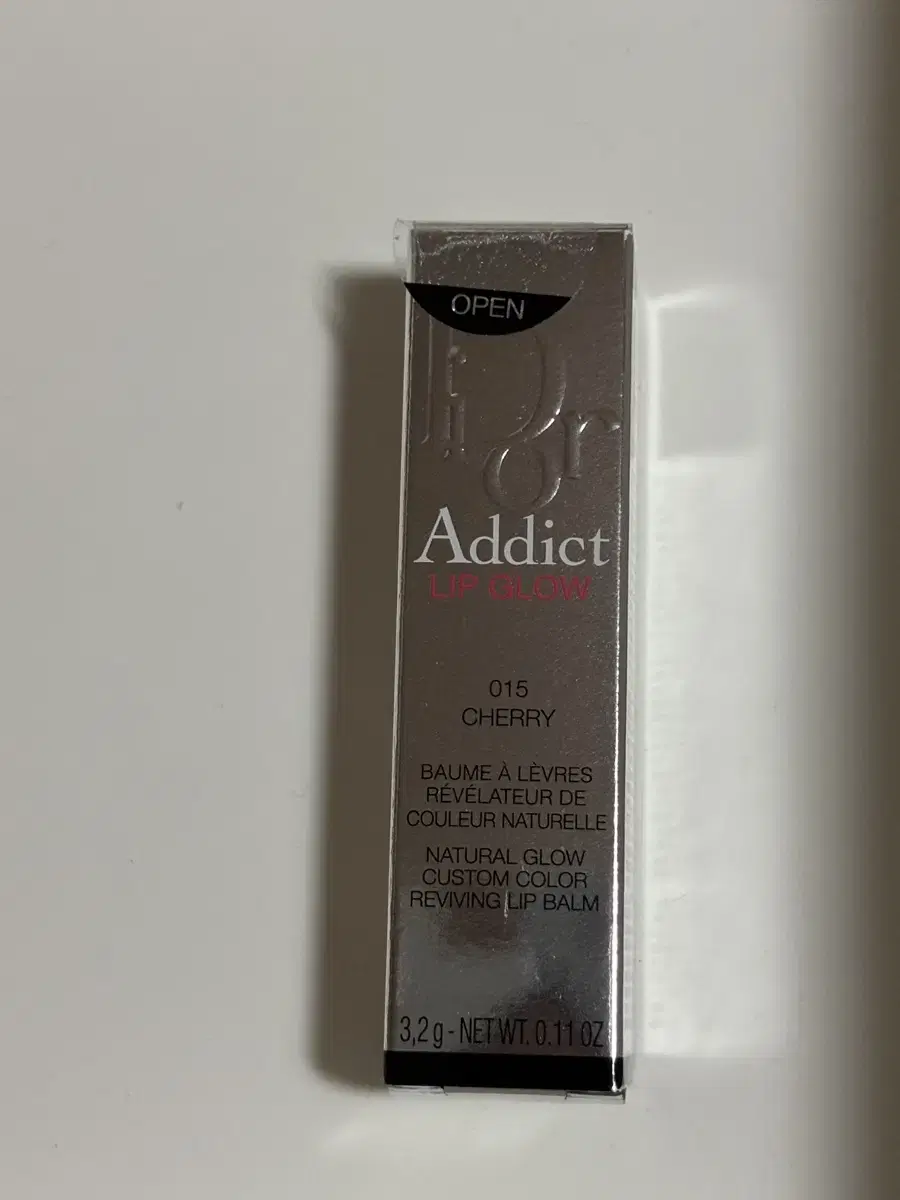 OPEN
Dior
Addict
LIP GLOW
015
CHERRY
BAUME À LÈVRES
RÉVÉLATEUR DE
COULEUR NATURELLE
NATURAL GLOW
CUSTOM COLOR
REVIVING LIP BALM
3,2 g - NET WT. 0.11 OZ